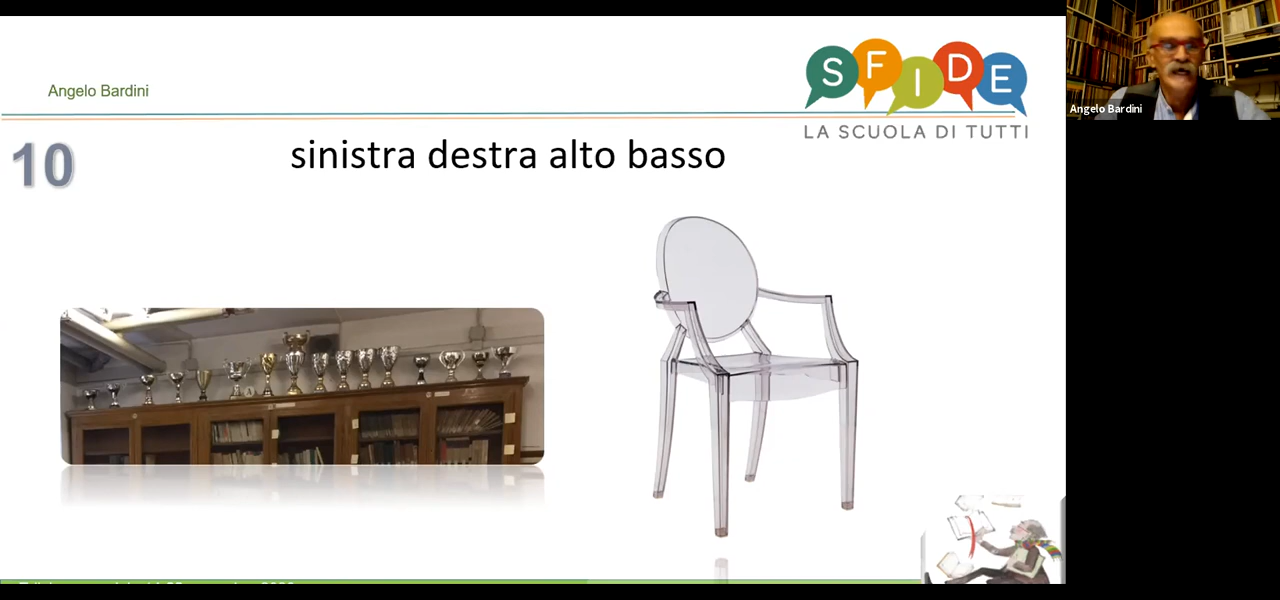 Angelo Bardini
SFIDE
LA SCUOLA DI TUTTI
10
sinistra destra alto basso
Angelo Bardini